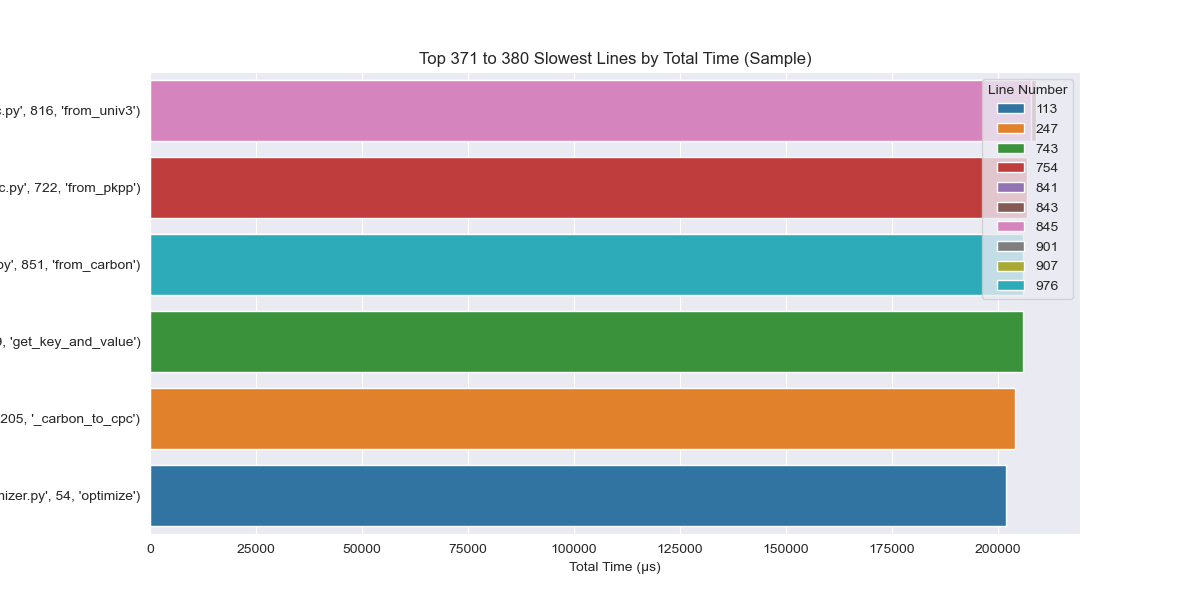 Top 371 to 380 Slowest Lines by Total Time (Sample)
Line Number
113
247
743
754
841
843
845
901
907
976
c.py', 816, 'from_univ3')
c.py', 722, 'from_pkpp')
py', 851, 'from_carbon')
9, 'get_key_and_value')
205, '_carbon_to_cpc')
mizer.py', 54, 'optimize')
0 25000 50000 75000 100000 125000 150000 175000 200000
Total Time (µs)